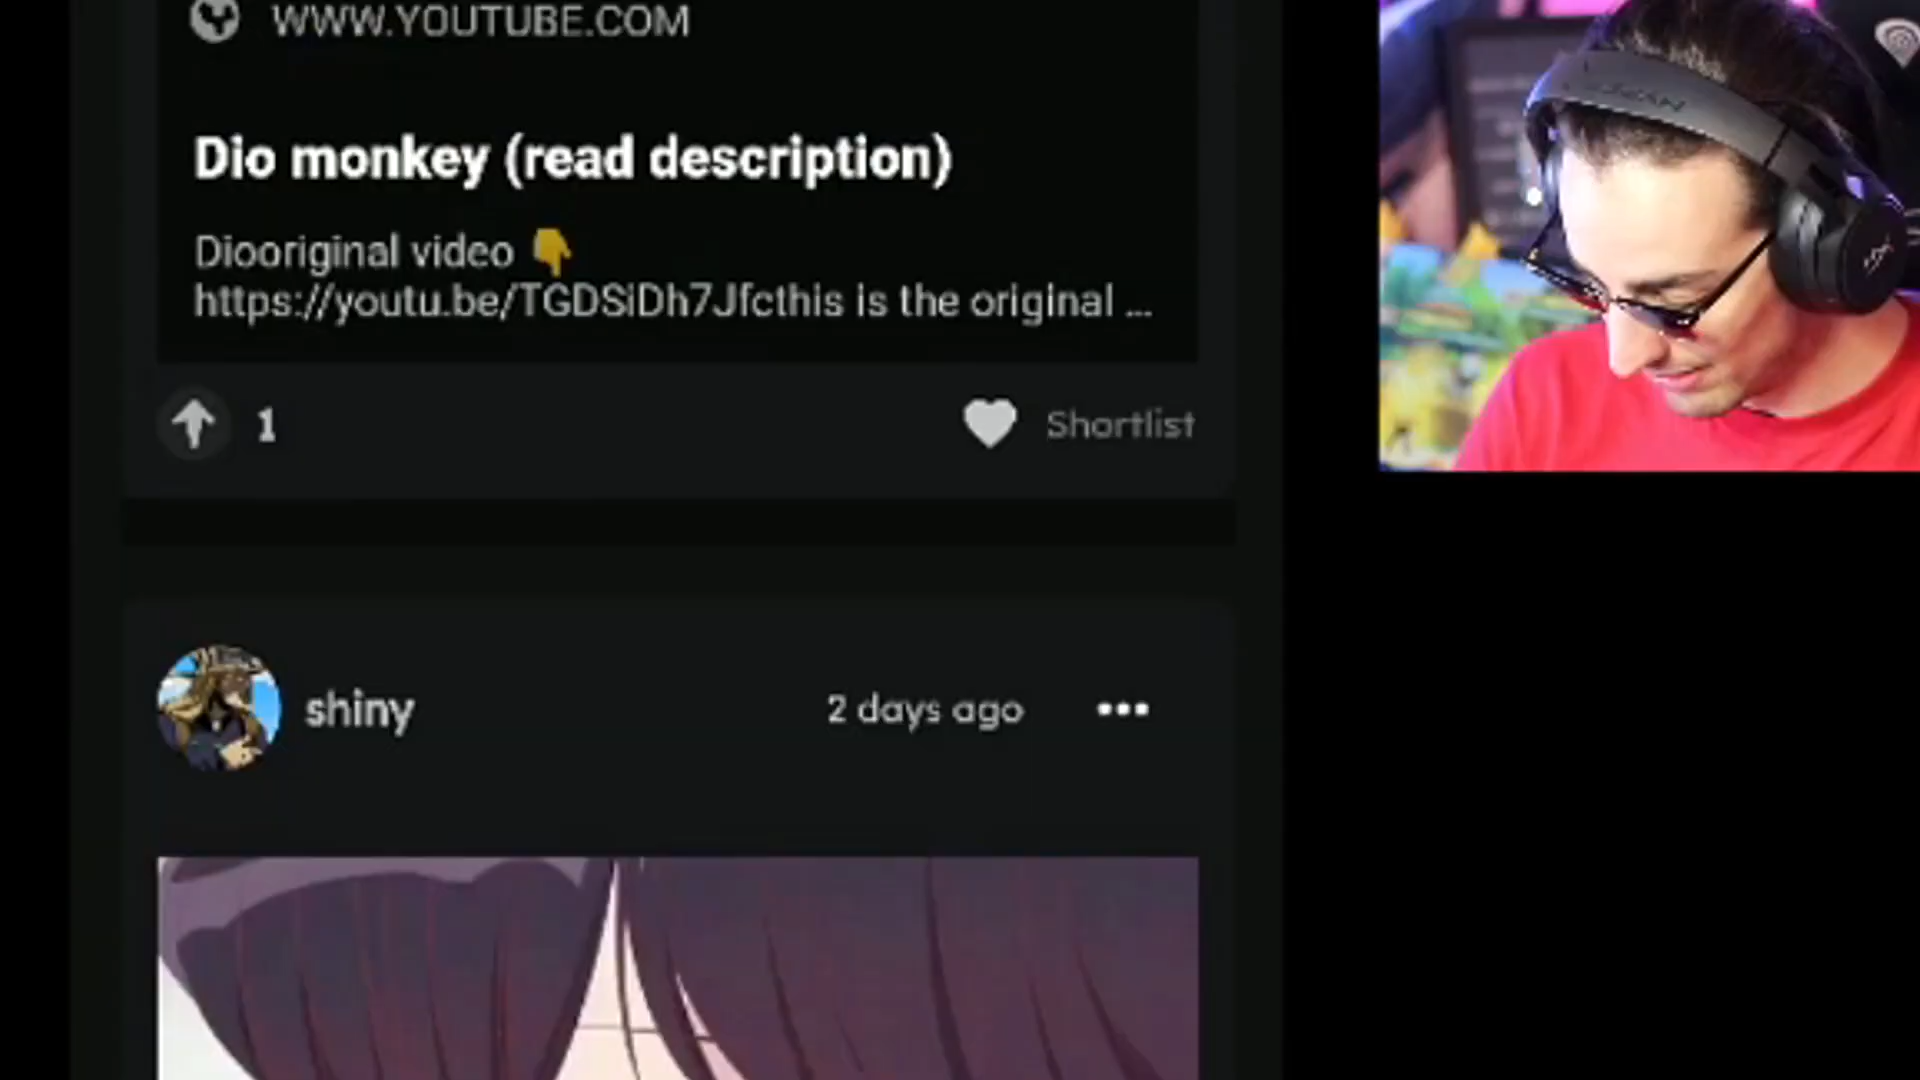 WWW.YOUTUBE.COM
Dio monkey (read description)
Diooriginal video 👇
https://youtu.be/TGDSiDh7Jfcthis is the original ...
1
Shortlist
shiny
2 days ago